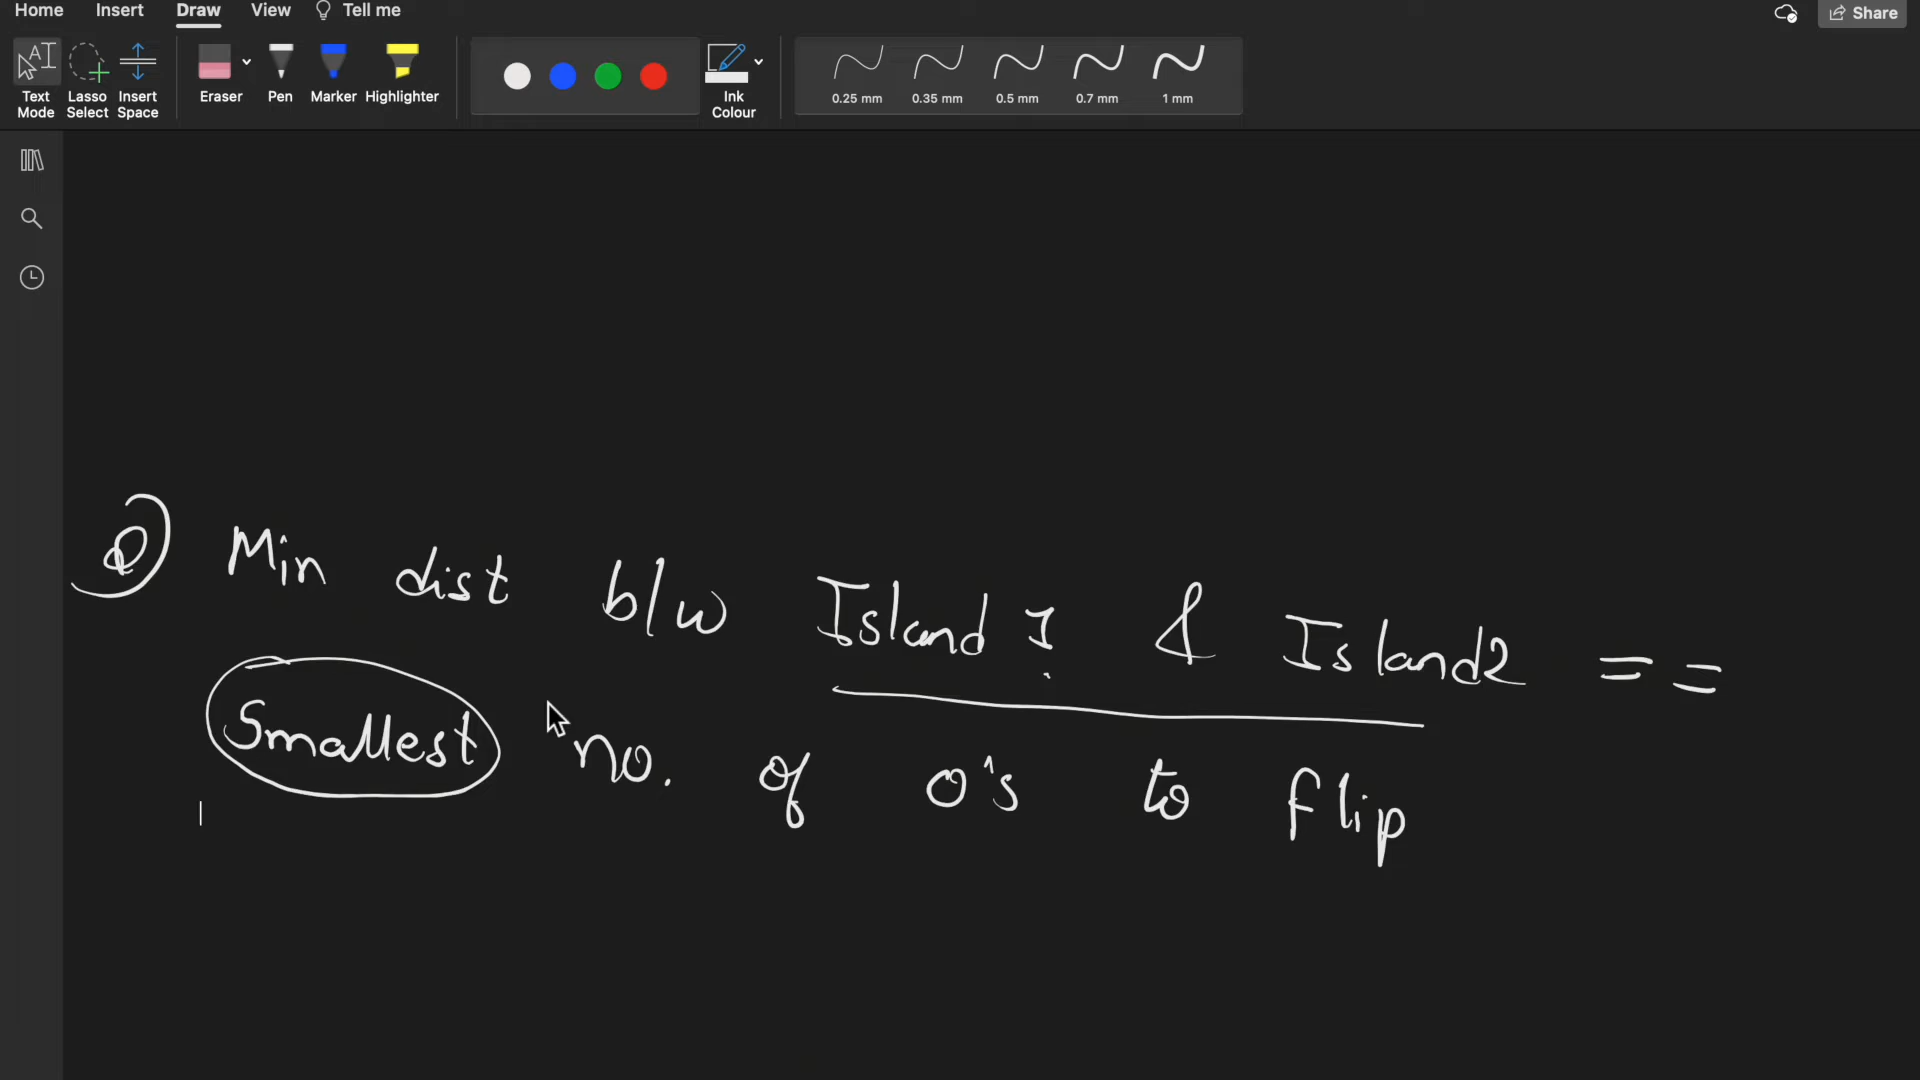 Home Insert Draw View Tell me Share
Text Mode Lasso Select Insert Space Eraser Pen Marker Highlighter Ink Colour 0.25 mm 0.35 mm 0.5 mm 0.7 mm 1 mm
Q) Min dist b/w Island 1 & Island2 ==
Smallest no. of 0's to flip